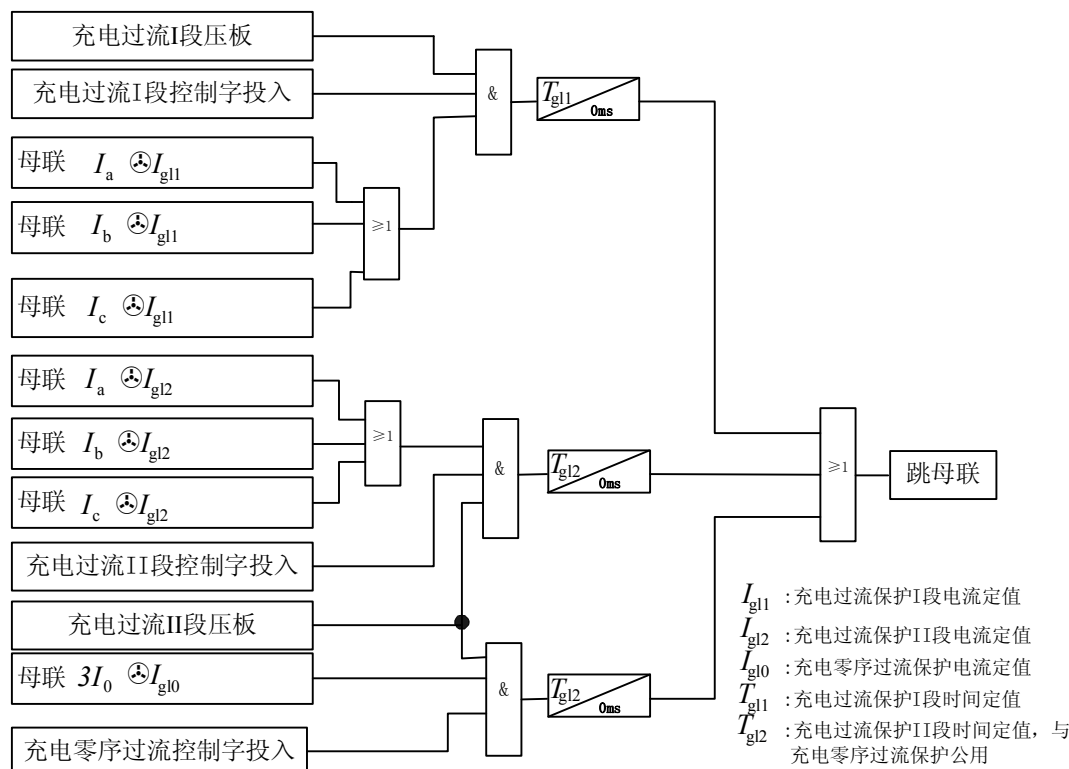 充电过流I段压板
充电过流I段控制字投入
母联 Ia Igl1
母联 Ib Igl1
母联 Ic Igl1
≥1
&
Tgl1
0ms
母联 Ia Igl2
母联 Ib Igl2
母联 Ic Igl2
≥1
充电过流II段控制字投入
充电过流II段压板
&
Tgl2
0ms
母联 3I0 Igl0
充电零序过流控制字投入
&
Tgl2
0ms
≥1
跳母联
Igl1 :充电过流保护I段电流定值
Igl2 :充电过流保护II段电流定值
Igl0 :充电零序过流保护电流定值
Tgl1 :充电过流保护I段时间定值
Tgl2 :充电过流保护II段时间定值，与
充电零序过流保护公用